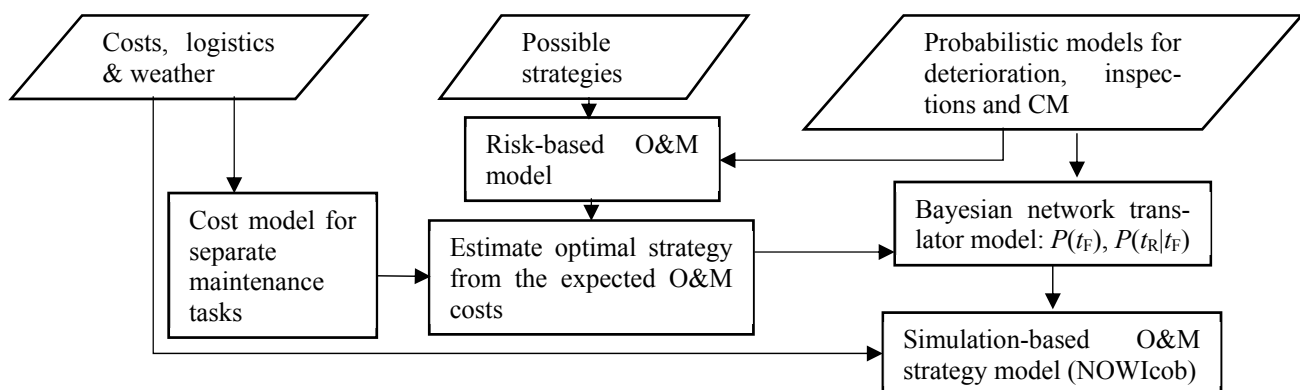 Costs, logistics
& weather
Possible
strategies
Probabilistic models for
deterioration, inspec-
tions and CM
Risk-based O&M
model
Cost model for
separate
maintenance
tasks
Estimate optimal strategy
from the expected O&M
costs
Bayesian network trans-
lator model: P(tF), P(tR|tF)
Simulation-based O&M
strategy model (NOWIcob)